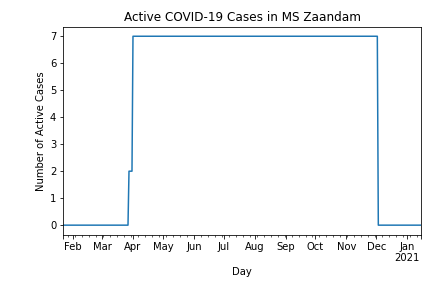 Active COVID-19 Cases in MS Zaandam
Number of Active Cases
7
6
5
4
3
2
1
0
Feb Mar Apr May Jun Jul Aug Sep Oct Nov Dec Jan
2021
Day